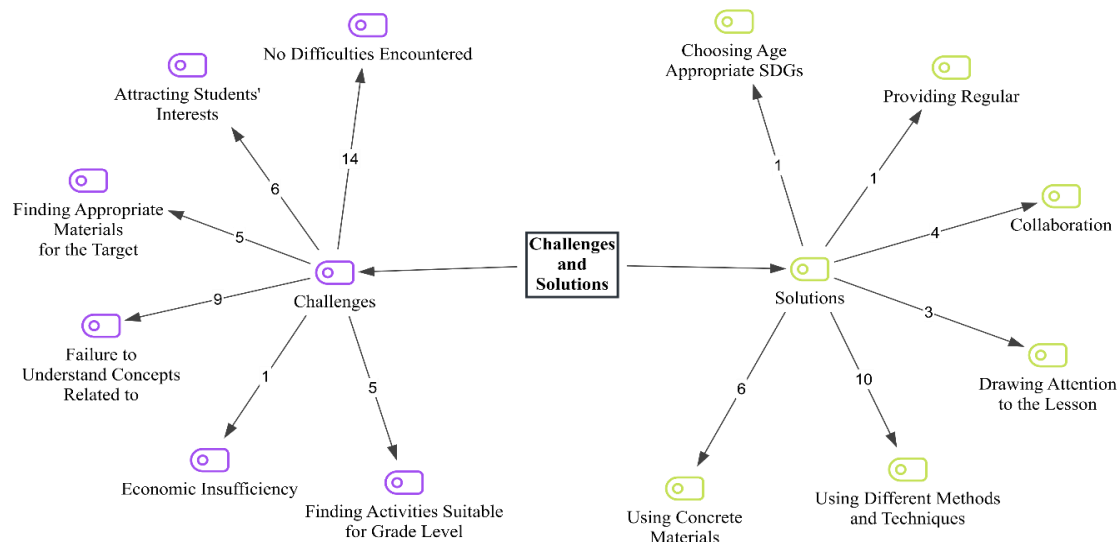 No Difficulties Encountered
Attracting Students'
Interests
14
6
Finding Appropriate
Materials
for the Target
5
Challenges
9
Failure to
Understand Concepts
Related to
1
5
Economic Insufficiency
Finding Activities Suitable
for Grade Level
Challenges
and
Solutions
Choosing Age
Appropriate SDGs
Providing Regular
1
1
Collaboration
4
Solutions
3
Drawing Attention
to the Lesson
6
10
Using Concrete
Materials
Using Different Methods
and Techniques